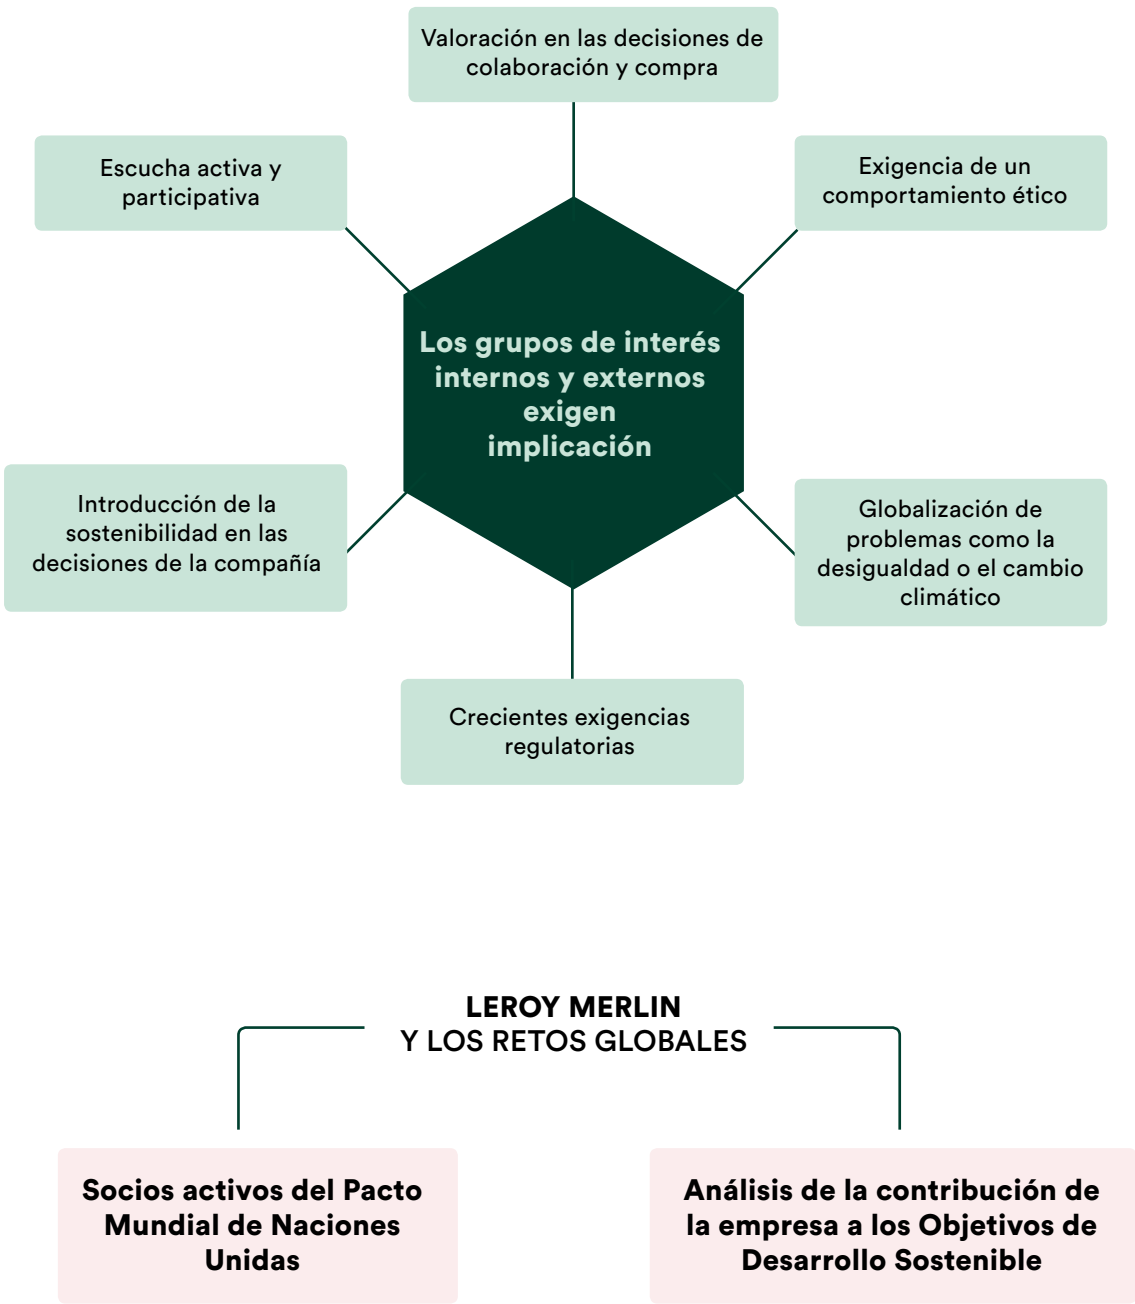 Valoración en las decisiones de
colaboración y compra
Escucha activa y
participativa
Exigencia de un
comportamiento ético
Los grupos de interés
internos y externos
exigen
implicación
Introducción de la
sostenibilidad en las
decisiones de la compañía
Globalización de
problemas como la
desigualdad o el cambio
climático
Crecientes exigencias
regulatorias
LEROY MERLIN
Y LOS RETOS GLOBALES
Socios activos del Pacto
Mundial de Naciones
Unidas
Análisis de la contribución de
la empresa a los Objetivos de
Desarrollo Sostenible